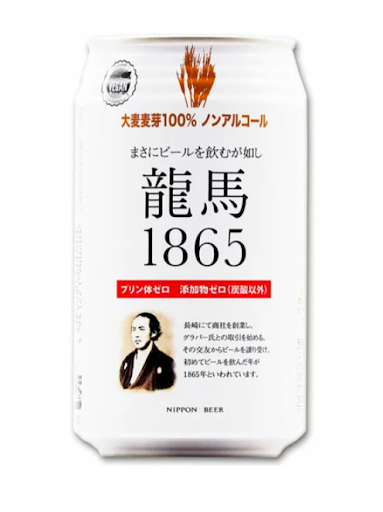 VEGAN
大麦麦芽100% ノンアルコール
まさにビールを飲むが如し
龍馬
1865
プリン体ゼロ 添加物ゼロ(炭酸以外)
長崎にて商社を創業し、
グラバー氏との取引を始める。
その交友からビールを譲り受け、
初めてビールを飲んだ年が
1865年といわれています。
NIPPON BEER